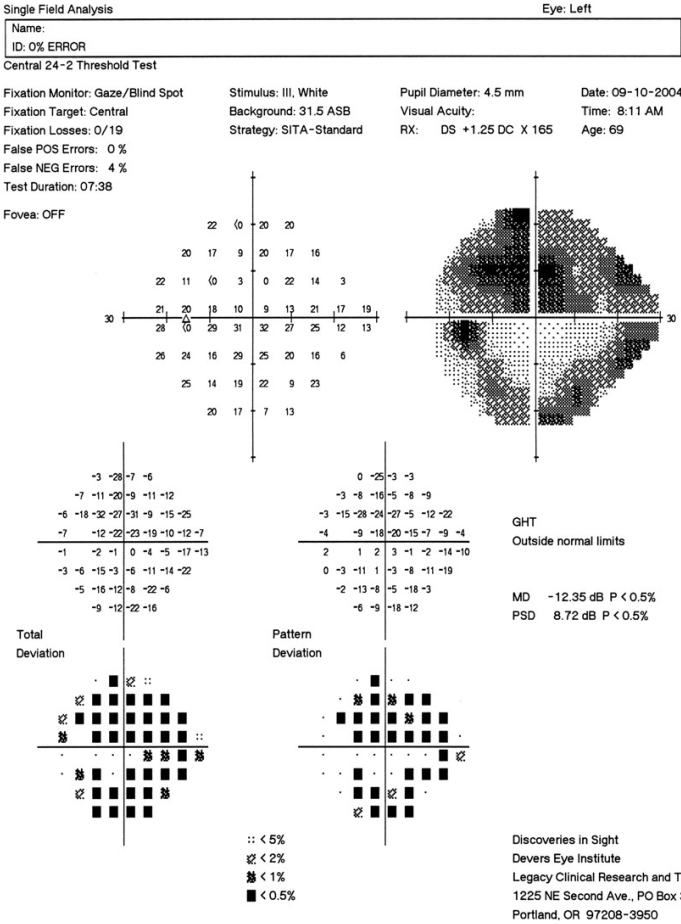 Single Field Analysis Eye: Left
Name:
ID: 0% ERROR
Central 24-2 Threshold Test
Fixation Monitor: Gaze/Blind Spot Stimulus: III, White Pupil Diameter: 4.5 mm Date: 09-10-2004
Fixation Target: Central Background: 31.5 ASB Visual Acuity: Time: 8:11 AM
Fixation Losses: 0/19 Strategy: SITA-Standard RX: DS +1.25 DC X 165 Age: 69
False POS Errors: 0 %
False NEG Errors: 4 %
Test Duration: 07:38
Fovea: OFF
22 <0 20 20
20 17 9 20 17 16
22 11 <0 3 0 22 14 3
21 20 18 10 9 13 21 17 19
30 30
28 <0 29 31 32 27 25 12 13
26 24 16 29 25 20 16 6
25 14 19 22 9 23
20 17 7 13
-3 -28 -7 -6 0 -25 -3 -3
-7 -11 -20 -9 -11 -12 -3 -8 -16 -5 -8 -9
-6 -18 -32 -27 -31 -9 -15 -25 -3 -15 -28 -24 -27 -5 -12 -22
-7 -12 -22 -23 -19 -10 -12 -7 -4 -9 -18 -20 -15 -7 -9 -4
-1 -2 -1 0 -4 -5 -17 -13 2 1 2 3 -1 -2 -14 -10
-3 -6 -15 -3 -6 -11 -14 -22 0 -3 -11 1 -3 -8 -11 -19
-5 -16 -12 -8 -22 -6 -2 -13 -8 -5 -18 -3
-9 -12 -22 -16 -6 -9 -18 -12
GHT
Outside normal limits
MD -12.35 dB P < 0.5%
PSD 8.72 dB P < 0.5%
Total Pattern
Deviation Deviation
< 5%
< 2%
< 1%
< 0.5%
Discoveries in Sight
Devers Eye Institute
Legacy Clinical Research and T
1225 NE Second Ave., PO Box
Portland, OR 97208-3950